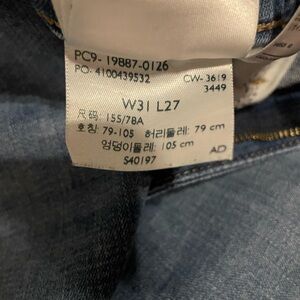 PC9- 19887-0126
PO- 4100439532
CW- 3619
3449
W31 L27
尺码: 155/78A
호칭: 79-105 허리둘레: 79 cm
엉덩이둘레: 105 cm
S40197
AD